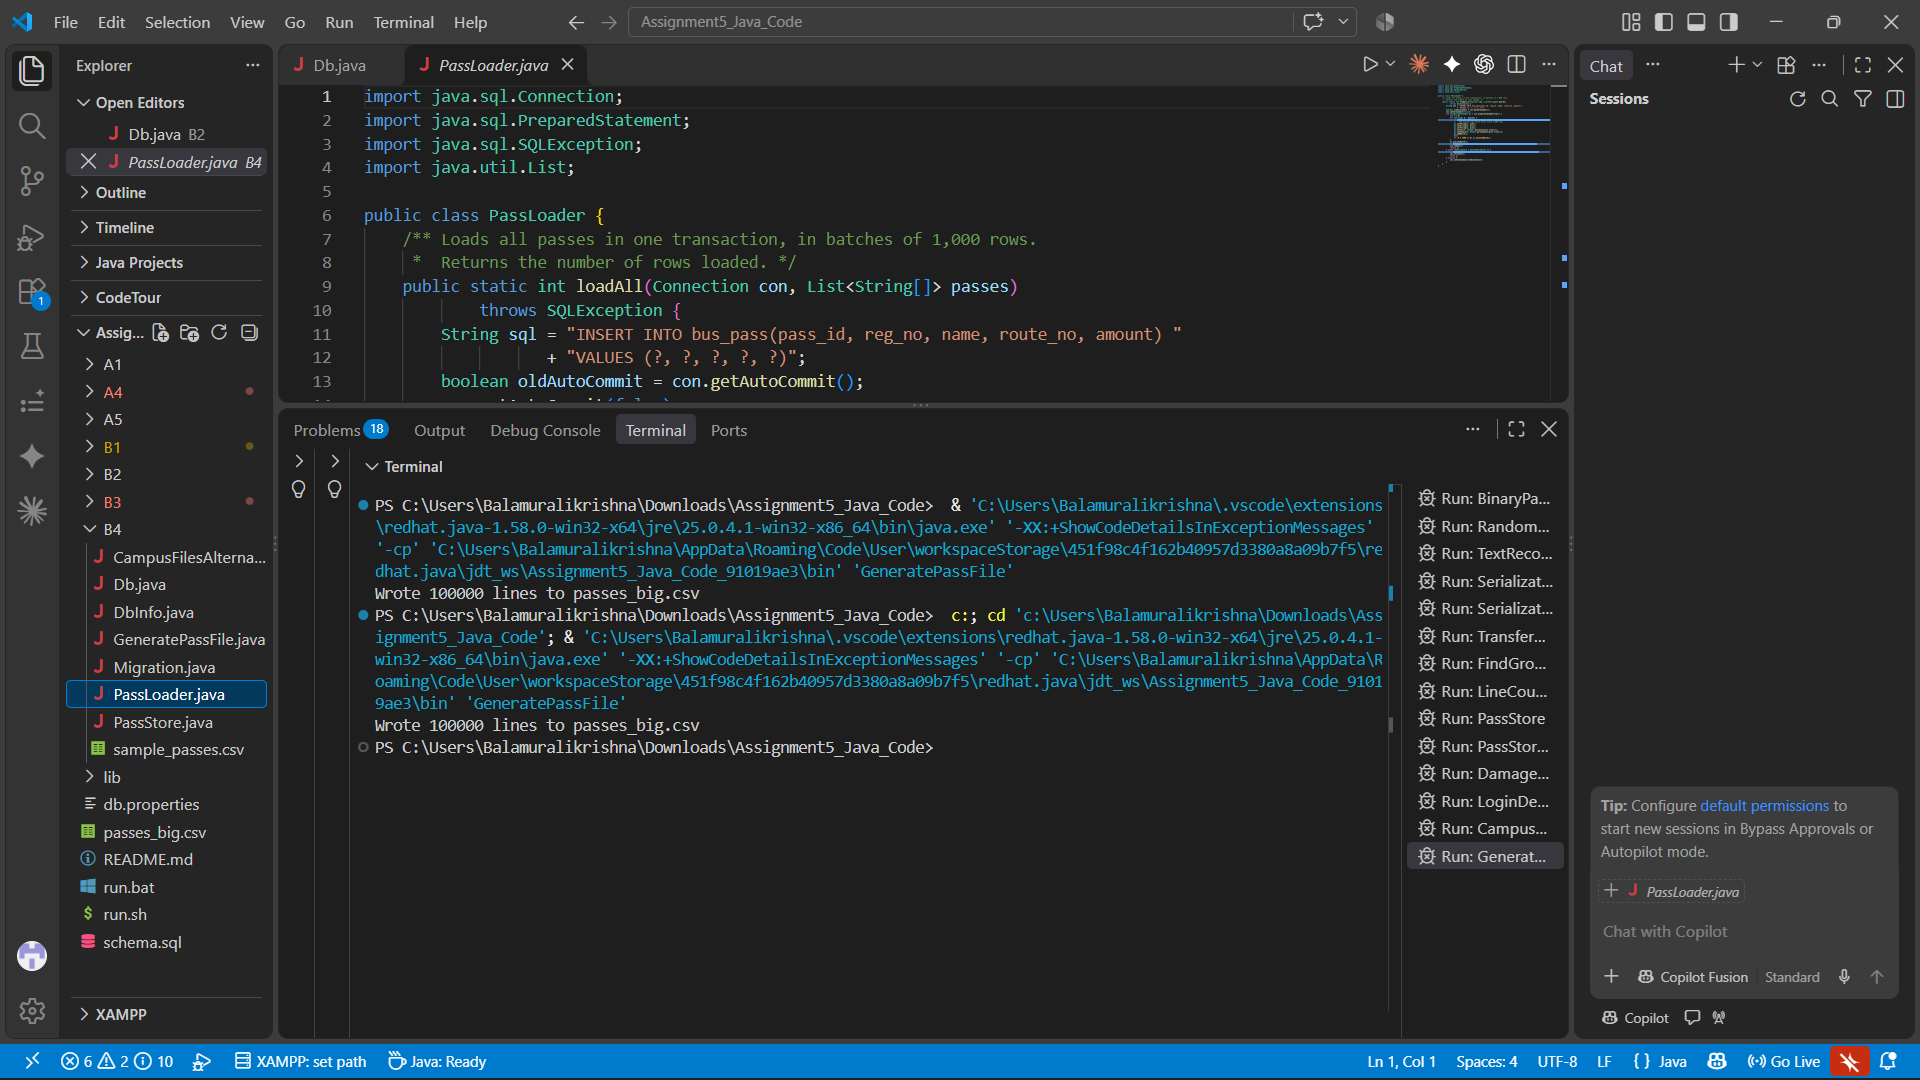 File Edit Selection View Go Run Terminal Help
Assignment5_Java_Code
Explorer
Open Editors
Db.java B2
PassLoader.java B4
Outline
Timeline
Java Projects
CodeTour
Assig...
A1
A4
A5
B1
B2
B3
B4
CampusFilesAlterna...
Db.java
DbInfo.java
GeneratePassFile.java
Migration.java
PassLoader.java
PassStore.java
sample_passes.csv
lib
db.properties
passes_big.csv
README.md
run.bat
run.sh
schema.sql
XAMPP
1
Db.java
PassLoader.java
1 import java.sql.Connection;
2 import java.sql.PreparedStatement;
3 import java.sql.SQLException;
4 import java.util.List;
5
6 public class PassLoader {
7 /** Loads all passes in one transaction, in batches of 1,000 rows.
8 * Returns the number of rows loaded. */
9 public static int loadAll(Connection con, List<String[]> passes)
10 throws SQLException {
11 String sql = "INSERT INTO bus_pass(pass_id, reg_no, name, route_no, amount) "
12 + "VALUES (?, ?, ?, ?, ?)";
13 boolean oldAutoCommit = con.getAutoCommit();
Problems 18 Output Debug Console Terminal Ports
Terminal
PS C:\Users\Balamuralikrishna\Downloads\Assignment5_Java_Code> & 'C:\Users\Balamuralikrishna\.vscode\extensions
\redhat.java-1.58.0-win32-x64\jre\25.0.4.1-win32-x86_64\bin\java.exe' '-XX:+ShowCodeDetailsInExceptionMessages'
'-cp' 'C:\Users\Balamuralikrishna\AppData\Roaming\Code\User\workspaceStorage\451f98c4f162b40957d3380a8a09b7f5\re
dhat.java\jdt_ws\Assignment5_Java_Code_91019ae3\bin' 'GeneratePassFile'
Wrote 100000 lines to passes_big.csv
PS C:\Users\Balamuralikrishna\Downloads\Assignment5_Java_Code> c:; cd 'c:\Users\Balamuralikrishna\Downloads\Ass
ignment5_Java_Code'; & 'C:\Users\Balamuralikrishna\.vscode\extensions\redhat.java-1.58.0-win32-x64\jre\25.0.4.1-
win32-x86_64\bin\java.exe' '-XX:+ShowCodeDetailsInExceptionMessages' '-cp' 'C:\Users\Balamuralikrishna\AppData\R
oaming\Code\User\workspaceStorage\451f98c4f162b40957d3380a8a09b7f5\redhat.java\jdt_ws\Assignment5_Java_Code_9101
9ae3\bin' 'GeneratePassFile'
Wrote 100000 lines to passes_big.csv
PS C:\Users\Balamuralikrishna\Downloads\Assignment5_Java_Code>
Run: BinaryPa...
Run: Random...
Run: TextReco...
Run: Serializat...
Run: Serializat...
Run: Transfer...
Run: FindGro...
Run: LineCou...
Run: PassStore
Run: PassStor...
Run: Damage...
Run: LoginDe...
Run: Campus...
Run: Generat...
Chat
Sessions
Tip: Configure default permissions to
start new sessions in Bypass Approvals or
Autopilot mode.
PassLoader.java
Chat with Copilot
Copilot Fusion Standard
Copilot
6 2 10 XAMPP: set path Java: Ready
Ln 1, Col 1 Spaces: 4 UTF-8 LF { } Java Go Live